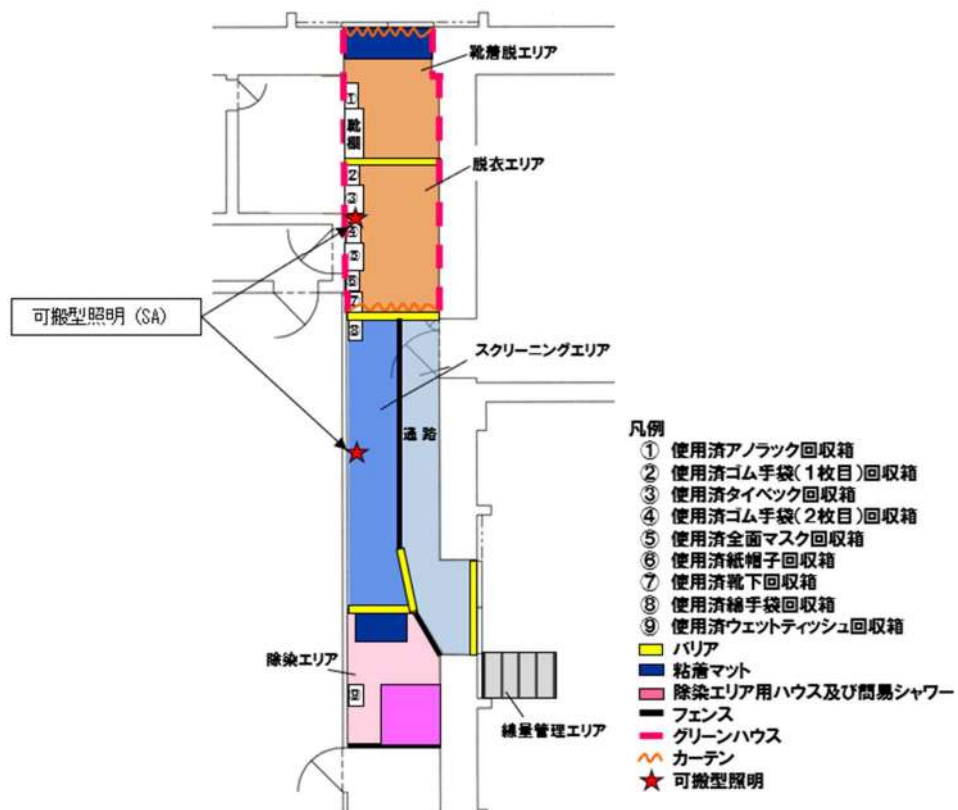 靴着脱エリア
①
靴棚
脱衣エリア
②
③
④
⑤
⑥
⑦
可搬型照明(SA)
⑧
スクリーニングエリア
通路
除染エリア
⑨
線量管理エリア
凡例
① 使用済アノラック回収箱
② 使用済ゴム手袋(1枚目)回収箱
③ 使用済タイベック回収箱
④ 使用済ゴム手袋(2枚目)回収箱
⑤ 使用済全面マスク回収箱
⑥ 使用済紙帽子回収箱
⑦ 使用済靴下回収箱
⑧ 使用済綿手袋回収箱
⑨ 使用済ウェットティッシュ回収箱
バリア
粘着マット
除染エリア用ハウス及び簡易シャワー
フェンス
グリーンハウス
カーテン
可搬型照明